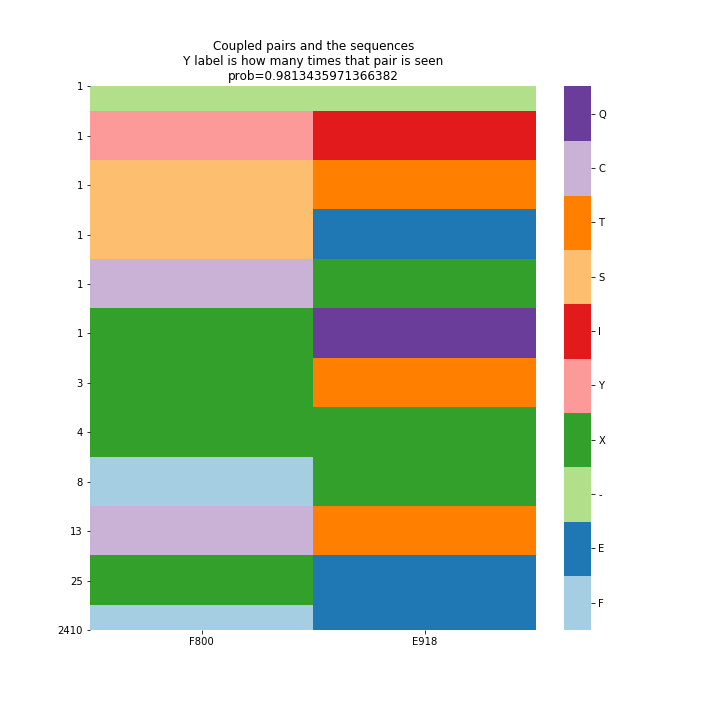 Coupled pairs and the sequences
Y label is how many times that pair is seen
prob=0.9813435971366382
1
1
1
1
1
1
3
4
8
13
25
2410
F800
E918
Q
C
T
S
I
Y
X
-
E
F